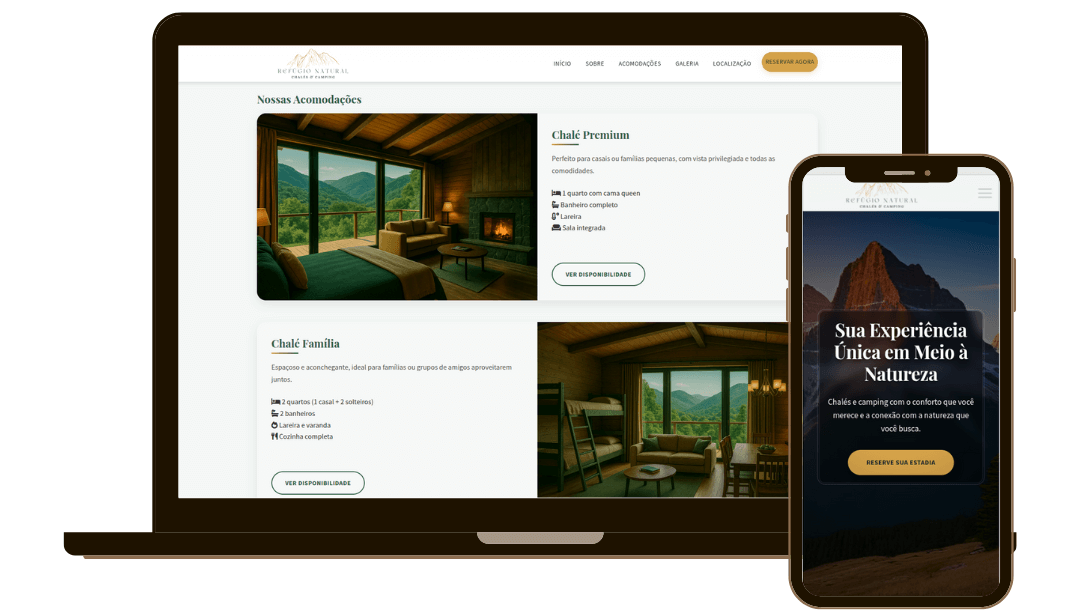 REFÚGIO NATURAL
CHALÉS & CAMPING
INÍCIO
SOBRE
ACOMODAÇÕES
GALERIA
LOCALIZAÇÃO
RESERVAR AGORA
Nossas Acomodações
Chalé Premium
Perfeito para casais ou famílias pequenas, com vista privilegiada e todas as
comodidades.
1 quarto com cama queen
Banheiro completo
Lareira
Sala integrada
VER DISPONIBILIDADE
Chalé Família
Espaçoso e aconchegante, ideal para famílias ou grupos de amigos aproveitarem
juntos.
2 quartos (1 casal + 2 solteiros)
2 banheiros
Lareira e varanda
Cozinha completa
VER DISPONIBILIDADE
REFÚGIO NATURAL
CHALÉS & CAMPING
Sua Experiência
Única em Meio à
Natureza
Chalés e camping com o conforto que você
merece e a conexão com a natureza que
você busca.
RESERVE SUA ESTADIA